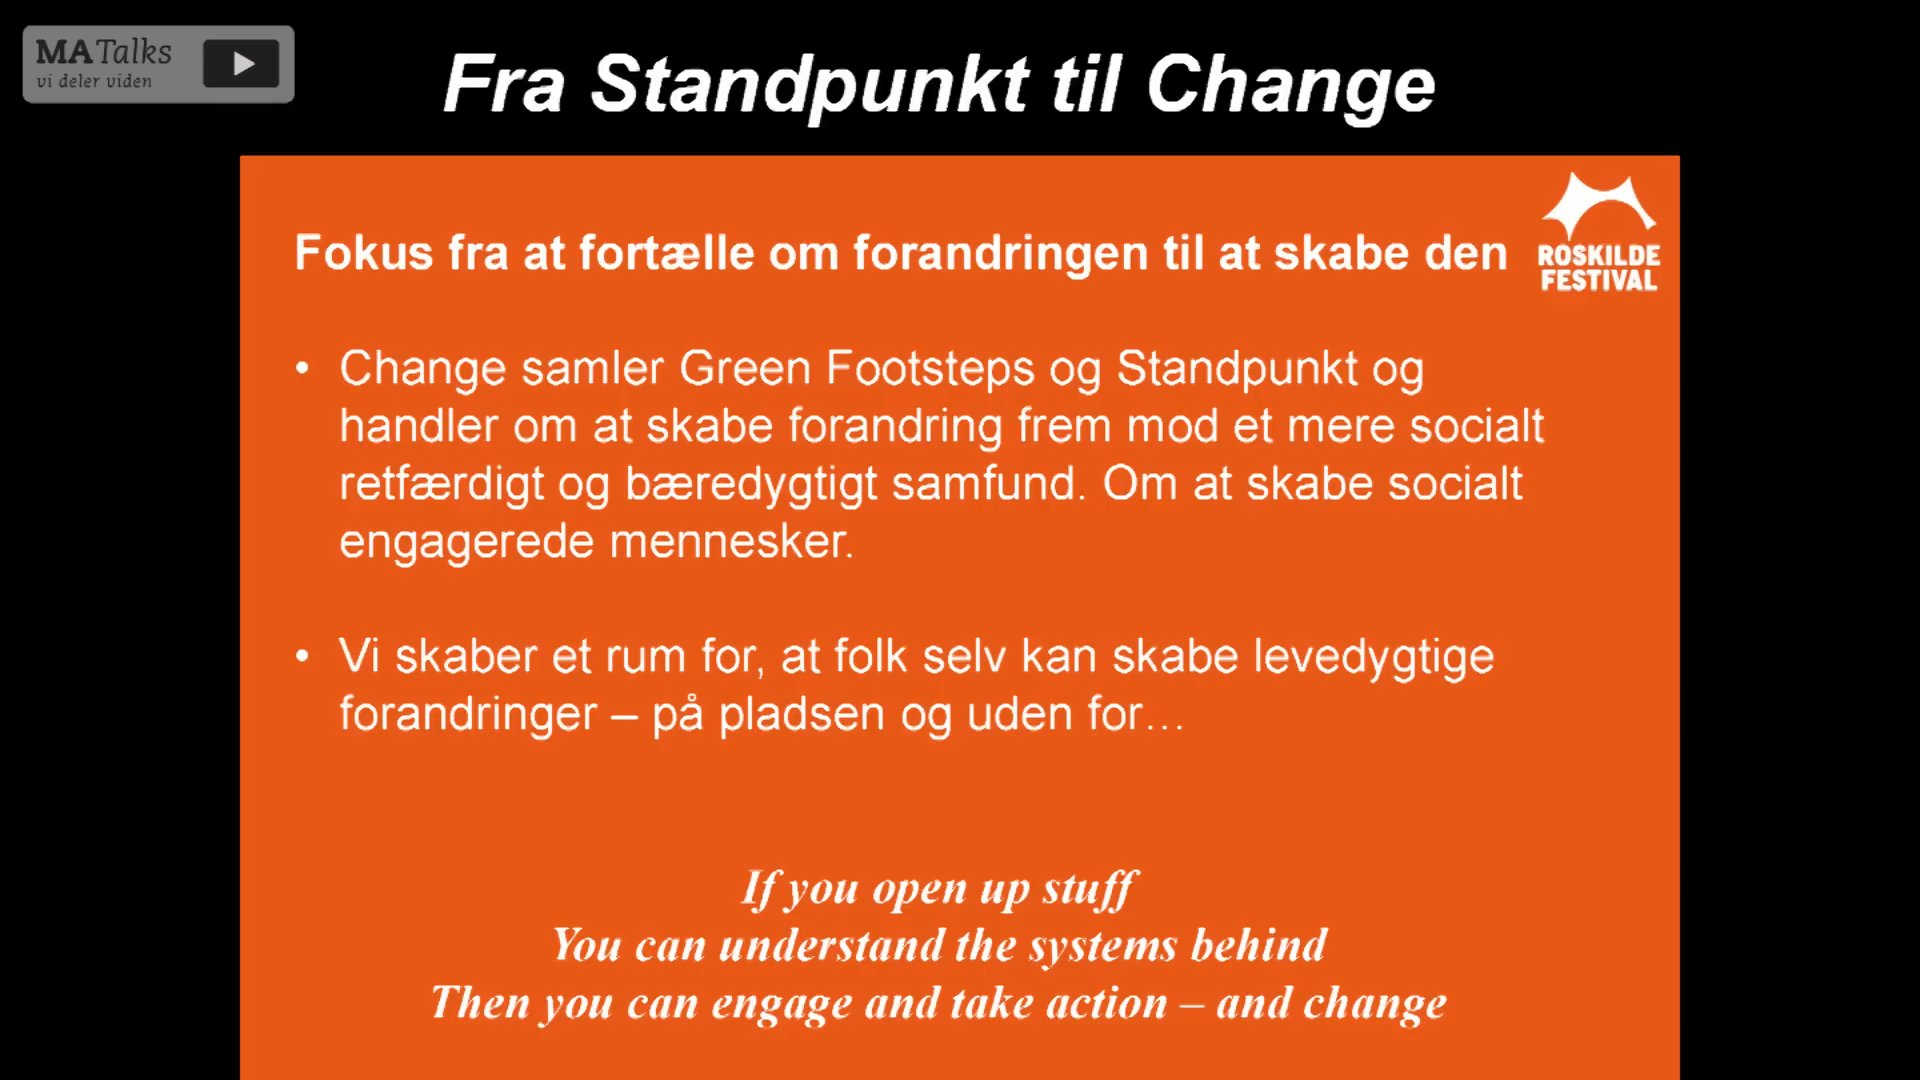 MATalks
vi deler viden
Fra Standpunkt til Change
ROSKILDE
FESTIVAL
Fokus fra at fortælle om forandringen til at skabe den
• Change samler Green Footsteps og Standpunkt og
handler om at skabe forandring frem mod et mere socialt
retfærdigt og bæredygtigt samfund. Om at skabe socialt
engagerede mennesker.
• Vi skaber et rum for, at folk selv kan skabe levedygtige
forandringer – på pladsen og uden for…
If you open up stuff
You can understand the systems behind
Then you can engage and take action – and change